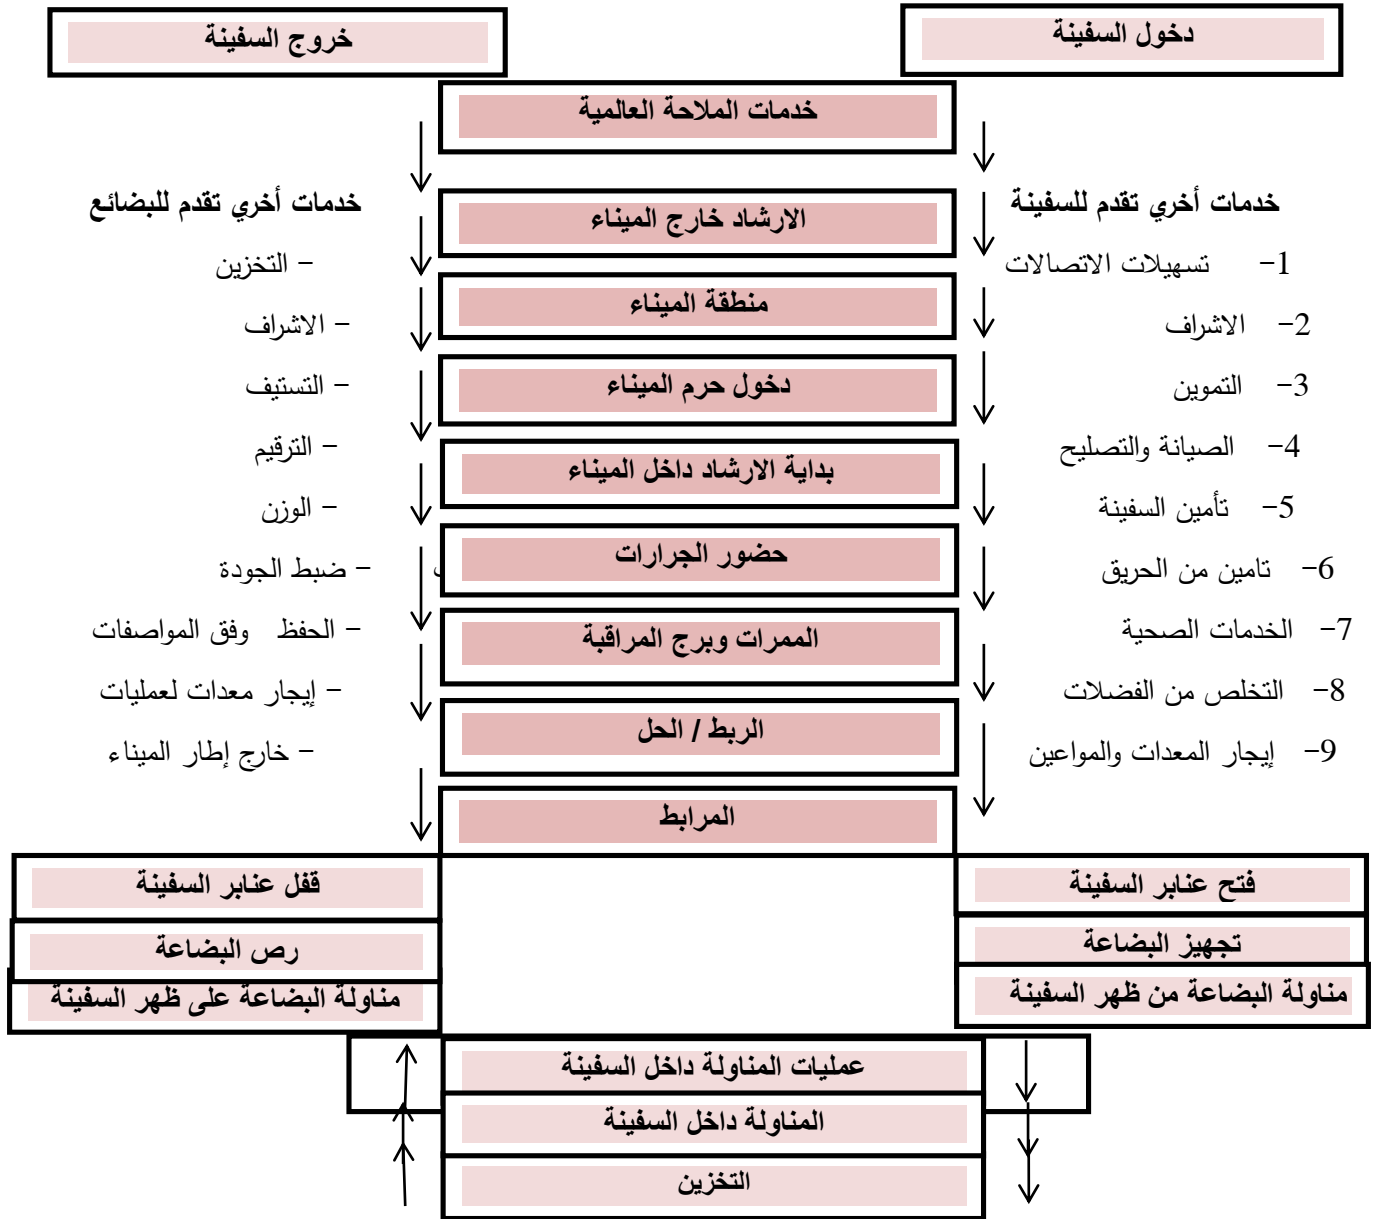 دخول السفينة
خروج السفينة
خدمات الملاحة العالمية
خدمات أخري تقدم للسفينة
الارشاد خارج الميناء
خدمات أخري تقدم للبضائع
1- تسهيلات الاتصالات
- التخزين
منطقة الميناء
2- الاشراف
- الاشراف
دخول حرم الميناء
3- التموين
- التستيف
4- الصيانة والتصليح
- الترقيم
بداية الارشاد داخل الميناء
5- تأمين السفينة
- الوزن
حضور الجرارات
6- تامين من الحريق
- ضبط الجودة
7- الخدمات الصحية
الممرات وبرج المراقبة
- الحفظ وفق المواصفات
8- التخلص من الفضلات
- إيجار معدات لعمليات
الربط / الحل
9- إيجار المعدات والمواعين
- خارج إطار الميناء
المرابط
فتح عنابر السفينة
قفل عنابر السفينة
تجهيز البضاعة
رص البضاعة
مناولة البضاعة من ظهر السفينة
مناولة البضاعة على ظهر السفينة
عمليات المناولة داخل السفينة
المناولة داخل السفينة
التخزين